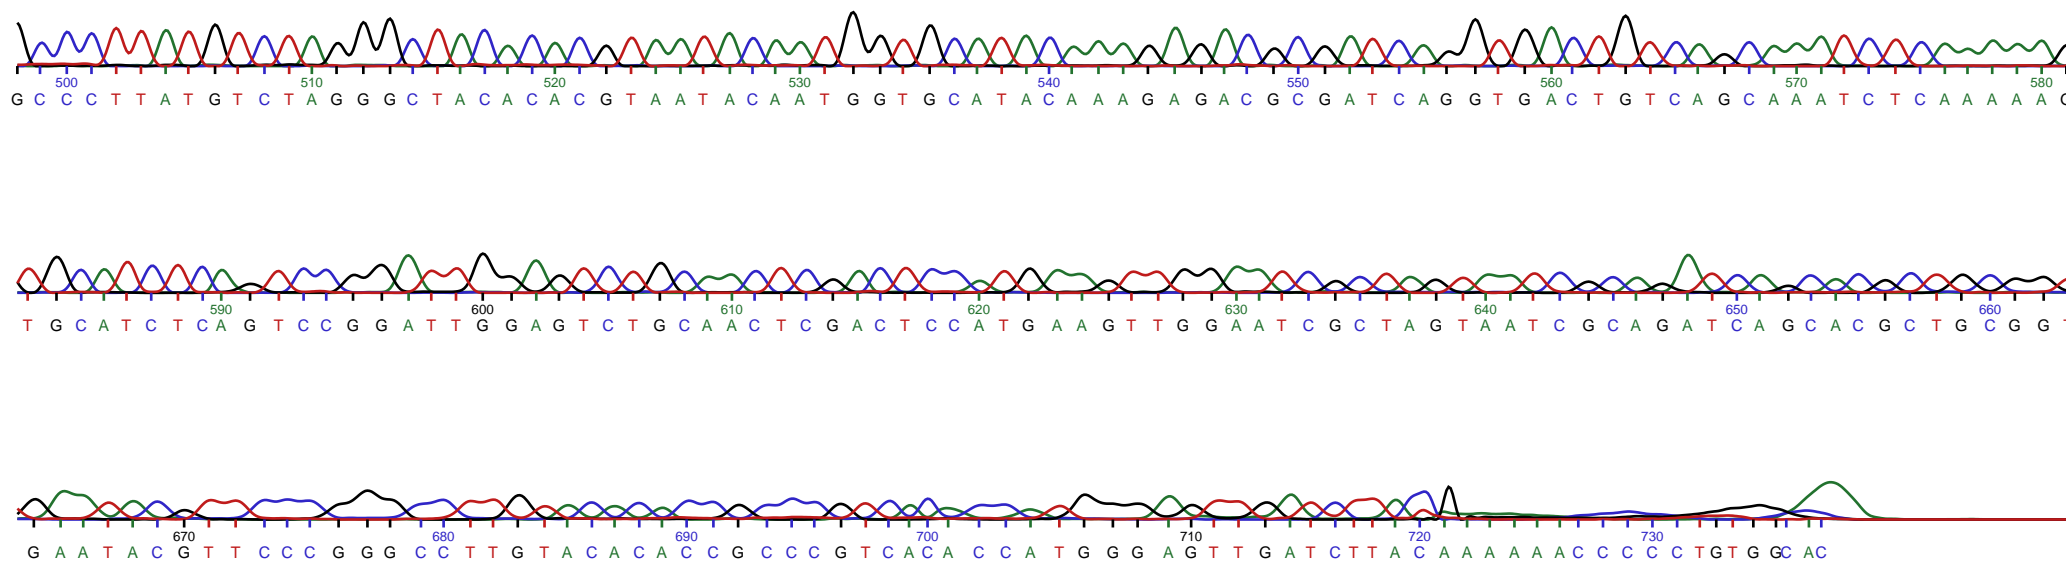 500 510 520 530 540 550 560 570 580
G C C C T T A T G T C T A G G G C T A C A C A C G T A A T A C A A T G G T G C A T A C A A A G A G A C G C G A T C A G G T G A C T G T C A G C A A A T C T C A A A A A G
590 600 610 620 630 640 650 660
T G C A T C T C A G T C C G G A T T G G A G T C T G C A A C T C G A C T C C A T G A A G T T G G A A T C G C T A G T A A T C G C A G A T C A G C A C G C T G C G G T
670 680 690 700 710 720 730
G A A T A C G T T C C C G G G C C T T G T A C A C A C C G C C C G T C A C A C C A T G G G A G T T G A T C T T A C A A A A A A C C C C C T G T G G C A C